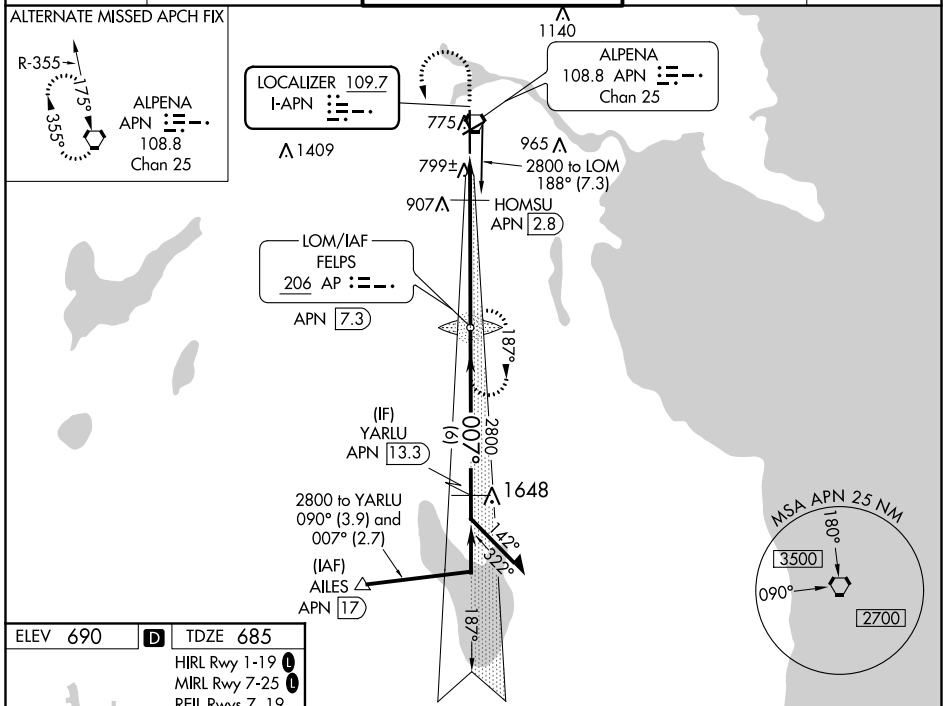 ALTERNATE MISSED APCH FIX
R-355
175°
355°
ALPENA
APN
108.8
Chan 25
1140
ALPENA
108.8 APN
Chan 25
LOCALIZER 109.7
I-APN
1409
775
799±
965
2800 to LOM
188° (7.3)
907
HOMSU
APN 2.8
LOM/IAF
FELPS
206 AP
APN 7.3
187°
(IF)
YARLU
APN 13.3
2800
007°
(6)
1648
2800 to YARLU
090° (3.9) and
007° (2.7)
142°
322°
(IAF)
AILES
APN 17
187°
MSA APN 25 NM
180°
3500
090°
2700
ELEV 690 D TDZE 685
HIRL Rwy 1-19 L
MIRL Rwy 7-25 L
REIL Rwys 7, 19